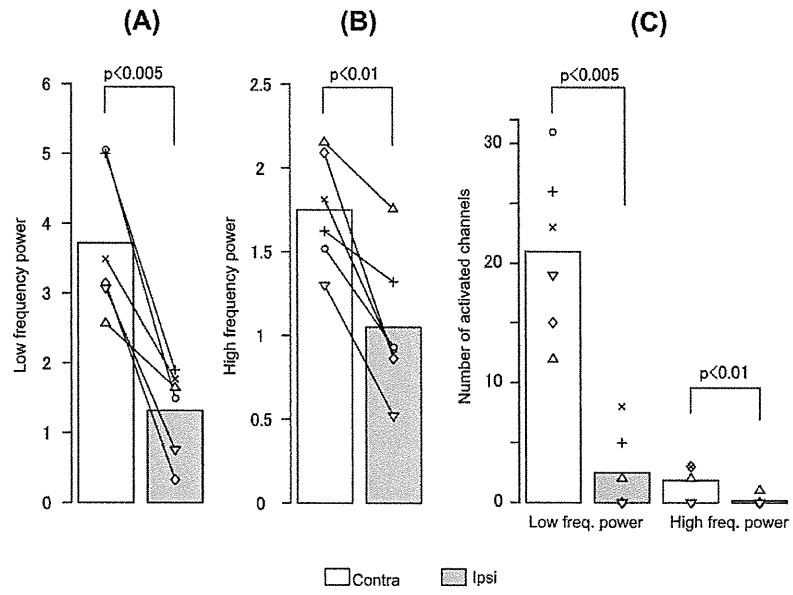 (A)
(B)
(C)
p<0.005
p<0.01
p<0.005
p<0.01
Low frequency power
6
5
4
3
2
1
0
High frequency power
2.5
2
1.5
1
0.5
0
Number of activated channels
30
20
10
0
Low freq. power
High freq. power
Contra
Ipsi